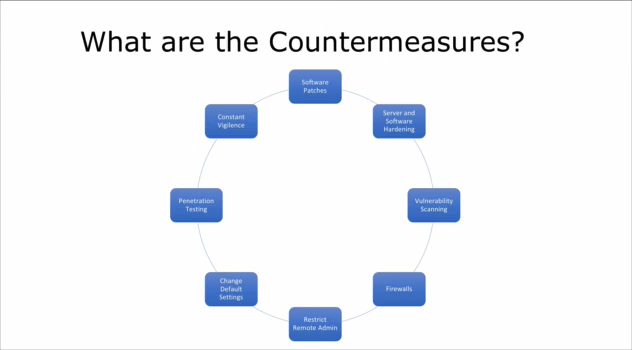 What are the Countermeasures?
Software
Patches
Server and
Software
Hardening
Vulnerability
Scanning
Firewalls
Restrict
Remote Admin
Change
Default
Settings
Penetration
Testing
Constant
Vigilence